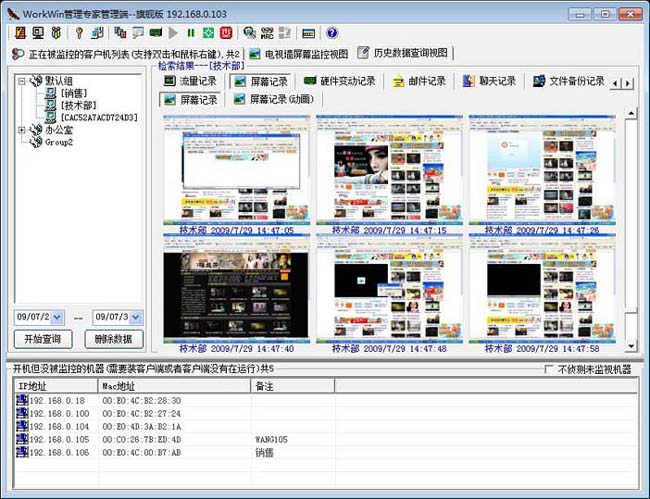 WorkWin管理专家管理端--旗舰版 192.168.0.103
正在被监控的客户机列表(支持双击和鼠标右键),共2 电视墙屏幕监控视图 历史数据查询视图
检索结果---[技术部]
流量记录 屏幕记录 硬件变动记录 邮件记录 聊天记录 文件备份记录
屏幕记录 屏幕记录(动画)
默认组
[销售]
[技术部]
[CAC52A7ACD724D3]
办公室
Group2
技术部 2009/7/29 14:47:05 技术部 2009/7/29 14:47:15 技术部 2009/7/29 14:47:26
技术部 2009/7/29 14:47:40 技术部 2009/7/29 14:47:48 技术部 2009/7/29 14:47:58
09/07/2 -- 09/07/3
开始查询 删除数据
开机但没被监控的机器(需要装客户端或者客户端没有在运行)共5 不侦测未监视机器
IP地址 Mac地址 备注
192.168.0.18 00:E0:4C:B2:28:30
192.168.0.100 00:E0:4C:B2:27:24
192.168.0.104 00:E0:4D:3A:B2:1A
192.168.0.105 00:C0:26:7B:ED:4D WANG105
192.168.0.106 00:E0:4C:00:B7:AB 销售